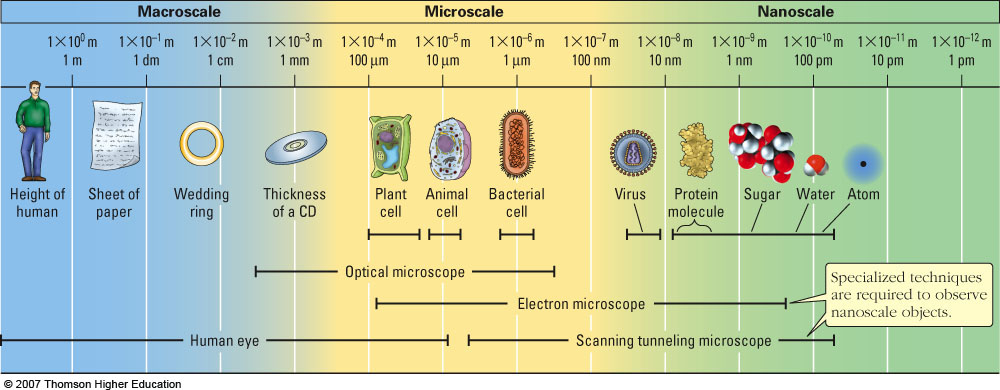 Macroscale
Microscale
Nanoscale
1×10⁰ m
1×10⁻¹ m
1×10⁻² m
1×10⁻³ m
1×10⁻⁴ m
1×10⁻⁵ m
1×10⁻⁶ m
1×10⁻⁷ m
1×10⁻⁸ m
1×10⁻⁹ m
1×10⁻¹⁰ m
1×10⁻¹¹ m
1×10⁻¹² m
1 m
1 dm
1 cm
1 mm
100 μm
10 μm
1 μm
100 nm
10 nm
1 nm
100 pm
10 pm
1 pm
Height of
human
Sheet of
paper
Wedding
ring
Thickness
of a CD
Plant
cell
Animal
cell
Bacterial
cell
Virus
Protein
molecule
Sugar
Water
Atom
Optical microscope
Electron microscope
Specialized techniques
are required to observe
nanoscale objects.
Human eye
Scanning tunneling microscope
© 2007 Thomson Higher Education